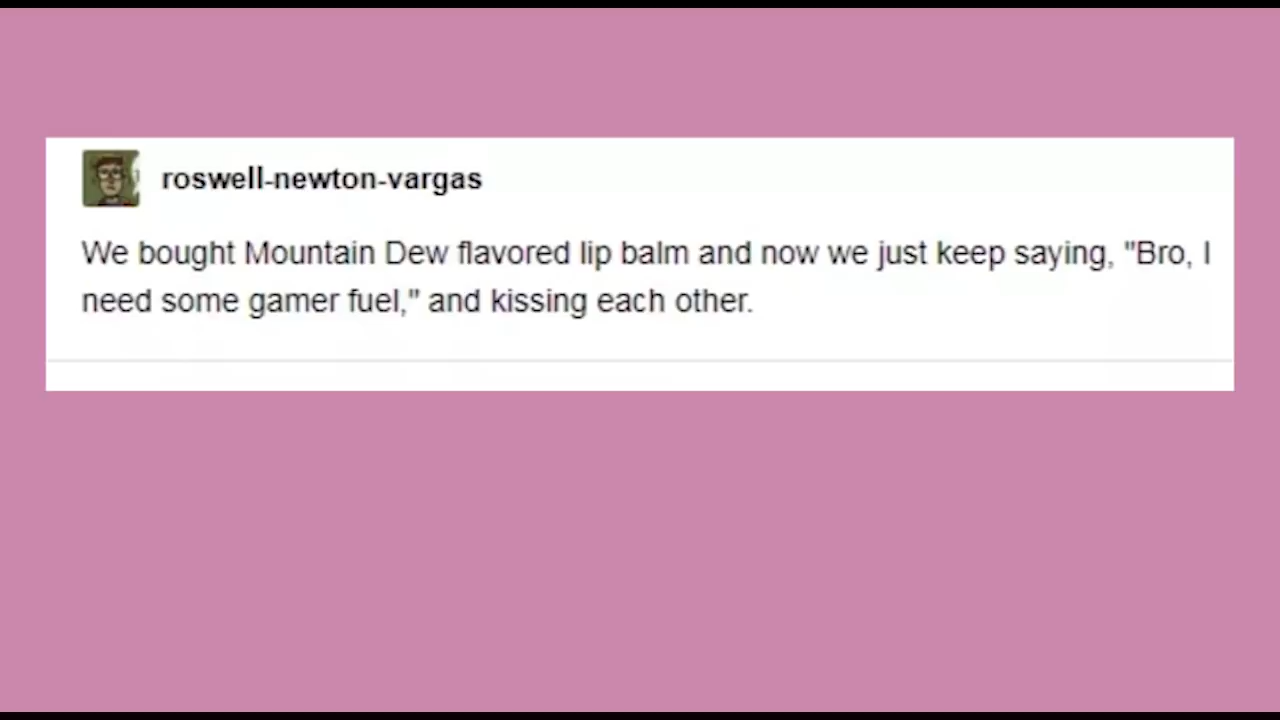 roswell-newton-vargas
We bought Mountain Dew flavored lip balm and now we just keep saying, "Bro, I
need some gamer fuel," and kissing each other.